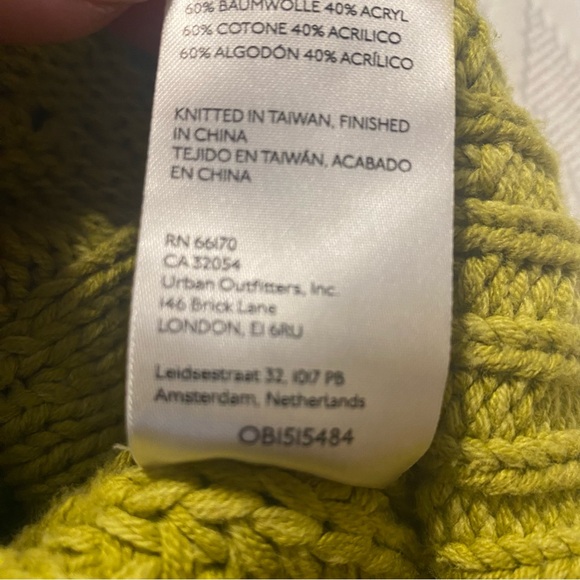 60% BAUMWOLLE 40% ACRYL
60% COTONE 40% ACRILICO
60% ALGODÓN 40% ACRÍLICO
KNITTED IN TAIWAN, FINISHED
IN CHINA
TEJIDO EN TAIWÁN, ACABADO
EN CHINA
RN 66170
CA 32054
Urban Outfitters, Inc.
146 Brick Lane
LONDON, E1 6RU
Leidsestraat 32, 1017 PB
Amsterdam, Netherlands
OB1515484